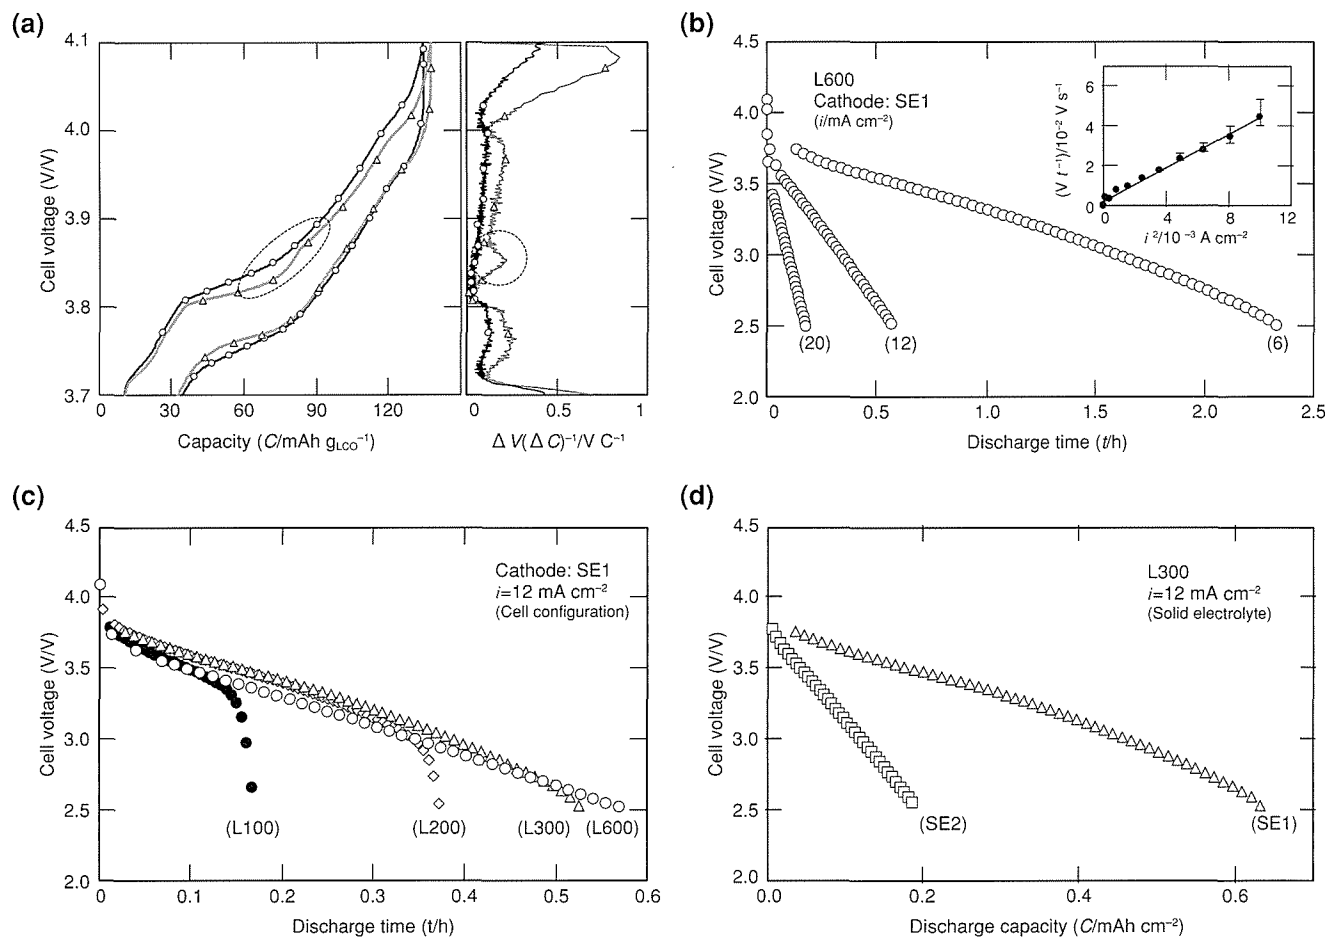 (a)
4.1
4.0
3.9
3.8
3.7
Cell voltage (V/V)
0 30 60 90 120
Capacity (C/mAh gLCO⁻¹)
0 0.5 1
Δ V(Δ C)⁻¹/V C⁻¹
(b)
4.5
4.0
3.5
3.0
2.5
2.0
Cell voltage (V/V)
L600
Cathode: SE1
(i/mA cm⁻²)
(V t⁻¹)/10⁻² V s⁻¹
6
4
2
0
0 4 8 12
i²/10⁻³ A cm⁻²
(20) (12) (6)
0 0.5 1.0 1.5 2.0 2.5
Discharge time (t/h)
(c)
4.5
4.0
3.5
3.0
2.5
2.0
Cell voltage (V/V)
Cathode: SE1
i=12 mA cm⁻²
(Cell configuration)
(L100) (L200) (L300) (L600)
0 0.1 0.2 0.3 0.4 0.5 0.6
Discharge time (t/h)
(d)
4.5
4.0
3.5
3.0
2.5
2.0
Cell voltage (V/V)
L300
i=12 mA cm⁻²
(Solid electrolyte)
(SE2) (SE1)
0.0 0.2 0.4 0.6
Discharge capacity (C/mAh cm⁻²)